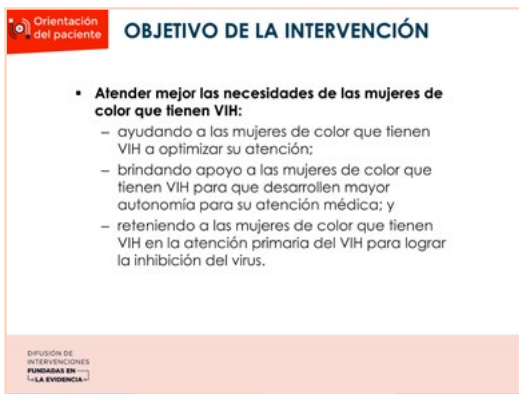 Orientación
del paciente
OBJETIVO DE LA INTERVENCIÓN
▪ Atender mejor las necesidades de las mujeres de
color que tienen VIH:
– ayudando a las mujeres de color que tienen
VIH a optimizar su atención;
– brindando apoyo a las mujeres de color que
tienen VIH para que desarrollen mayor
autonomía para su atención médica; y
– reteniendo a las mujeres de color que tienen
VIH en la atención primaria del VIH para lograr
la inhibición del virus.
DIFUSIÓN DE
INTERVENCIONES
FUNDADAS EN
LA EVIDENCIA